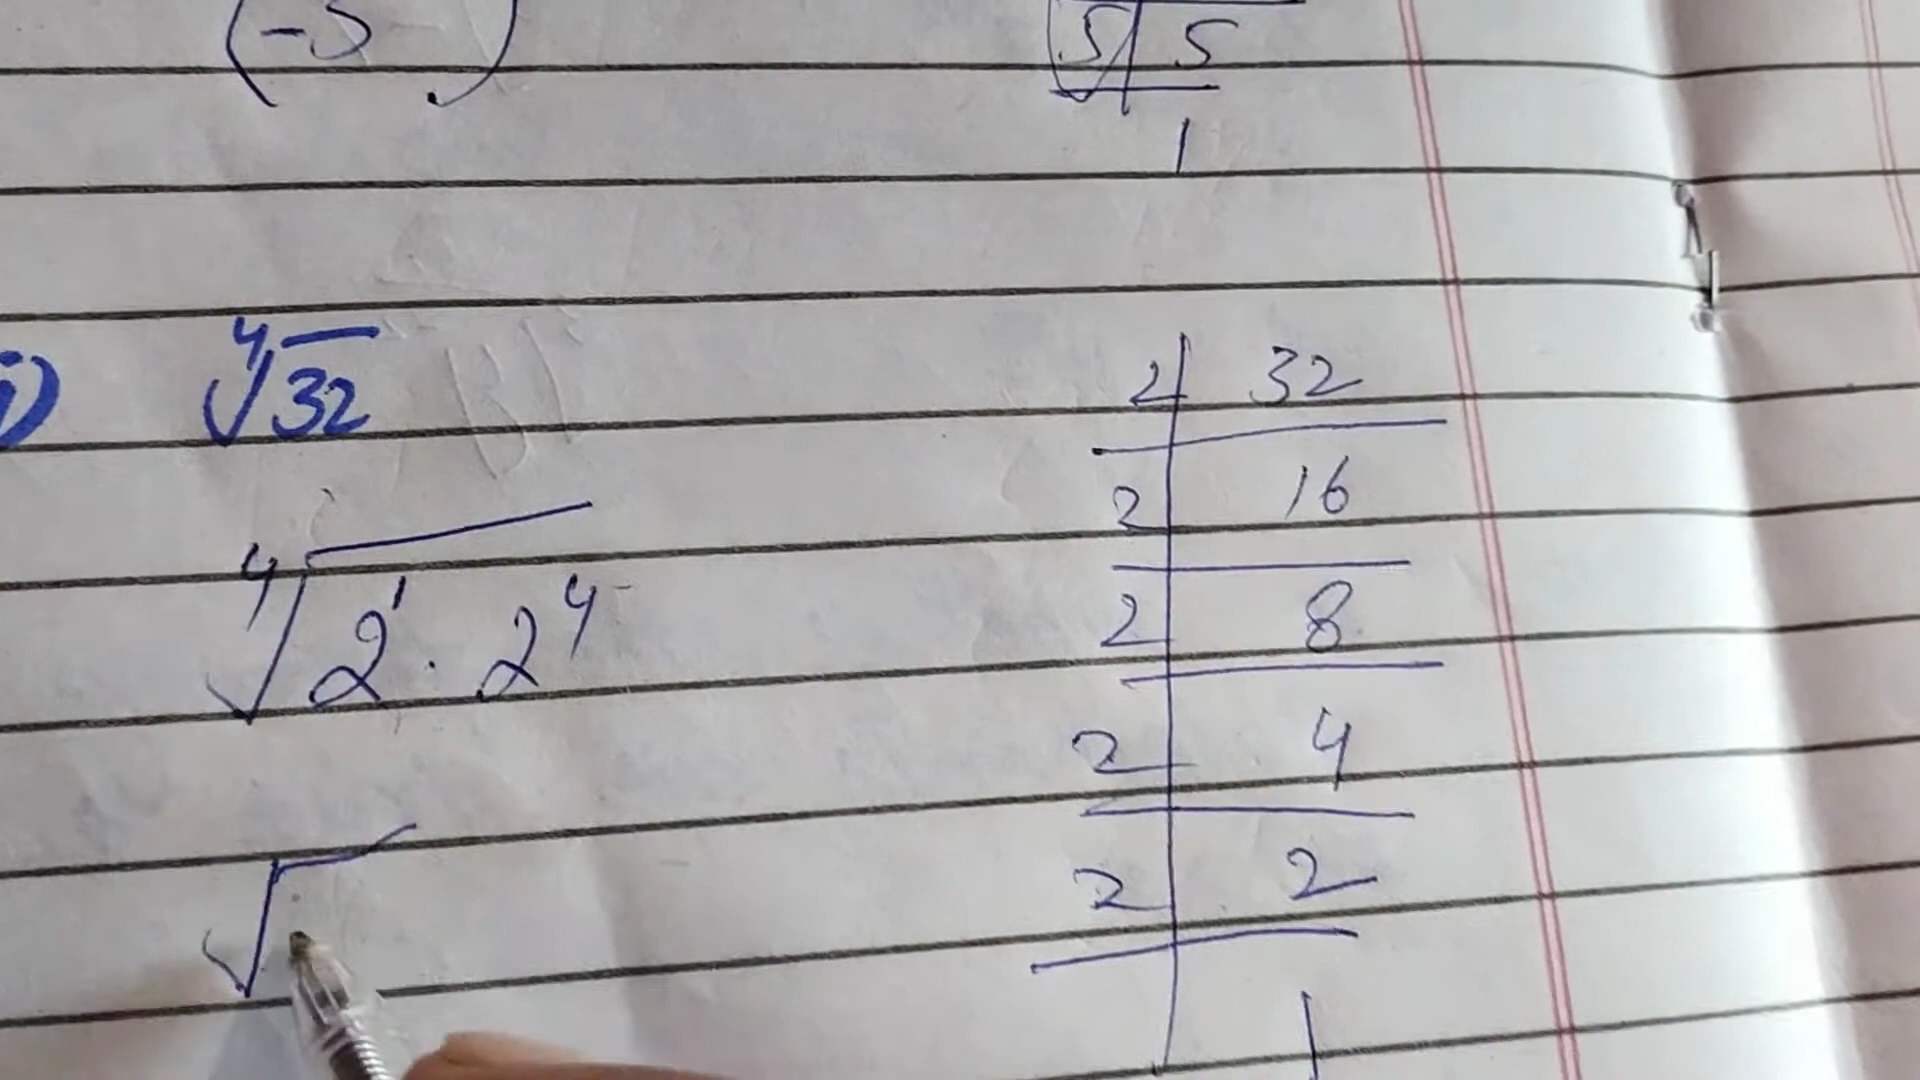 (-5 )
5 | 5
1
i) ∜32
2 | 32
2 | 16
∜2¹ · 2⁴
2 | 8
2 | 4
√
2 | 2
1